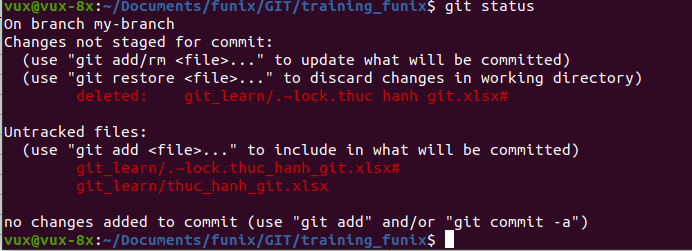 vux@vux-8x:~/Documents/funix/GIT/training_funix$ git status
On branch my-branch
Changes not staged for commit:
  (use "git add/rm <file>..." to update what will be committed)
  (use "git restore <file>..." to discard changes in working directory)
        deleted:    git_learn/.~lock.thuc hanh git.xlsx#

Untracked files:
  (use "git add <file>..." to include in what will be committed)
        git_learn/.~lock.thuc_hanh_git.xlsx#
        git_learn/thuc_hanh_git.xlsx

no changes added to commit (use "git add" and/or "git commit -a")
vux@vux-8x:~/Documents/funix/GIT/training_funix$